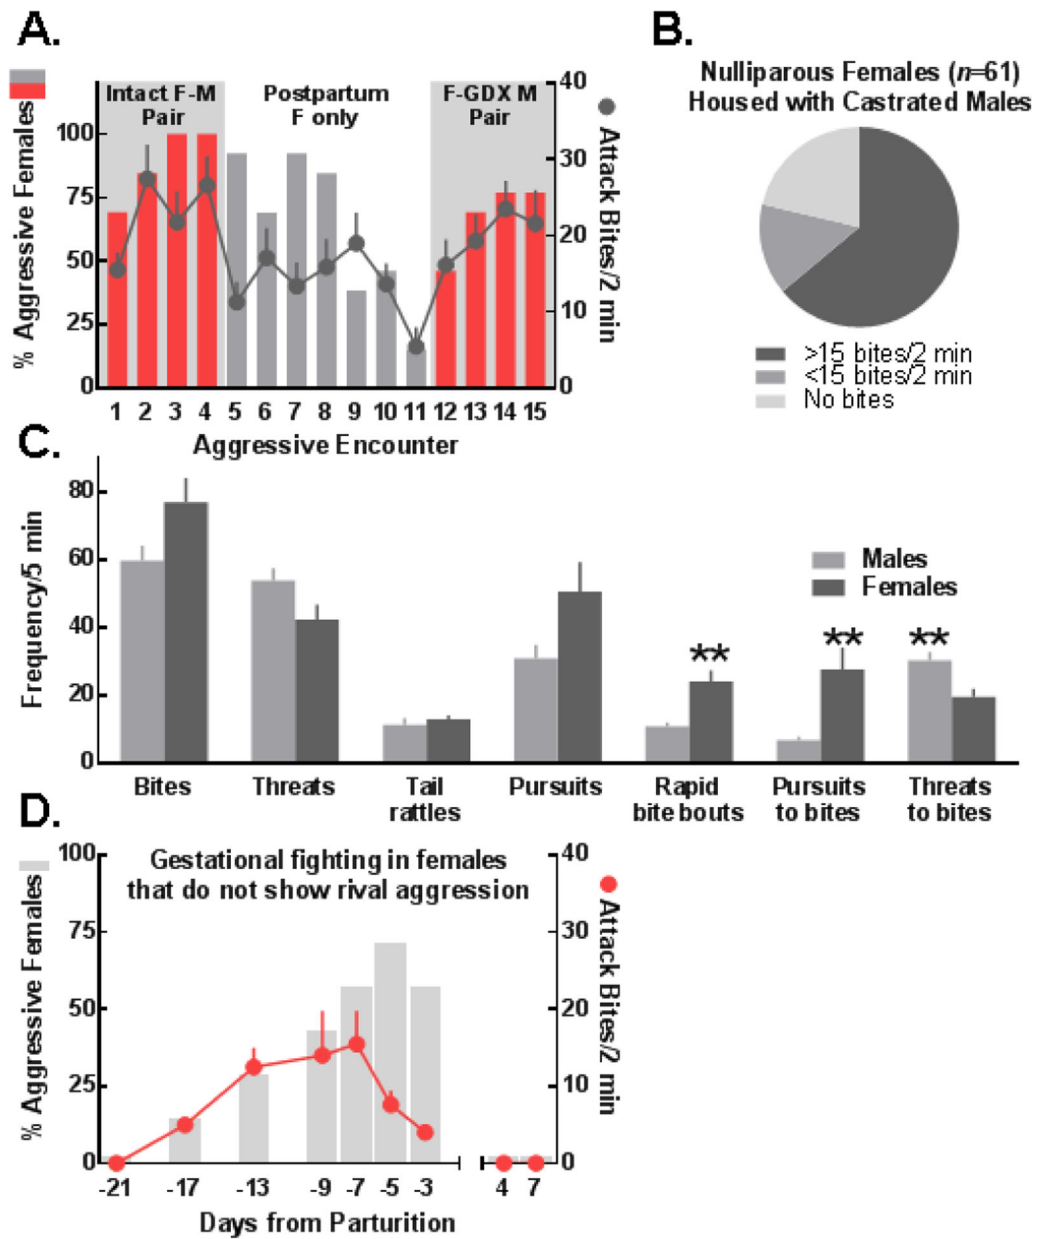 A.
% Aggressive Females
Intact F-M
Pair
Postpartum
F only
F-GDX M
Pair
100
75
50
25
0
40
30
20
10
0
Attack Bites/2 min
1 2 3 4 5 6 7 8 9 10 11 12 13 14 15
Aggressive Encounter
B.
Nulliparous Females (n=61)
Housed with Castrated Males
>15 bites/2 min
<15 bites/2 min
No bites
C.
Frequency/5 min
80
60
40
20
0
Males
Females
** ** **
Bites Threats Tail rattles Pursuits Rapid bite bouts Pursuits to bites Threats to bites
D.
% Aggressive Females
Gestational fighting in females
that do not show rival aggression
100
75
50
25
0
40
30
20
10
0
Attack Bites/2 min
-21 -17 -13 -9 -7 -5 -3 4 7
Days from Parturition